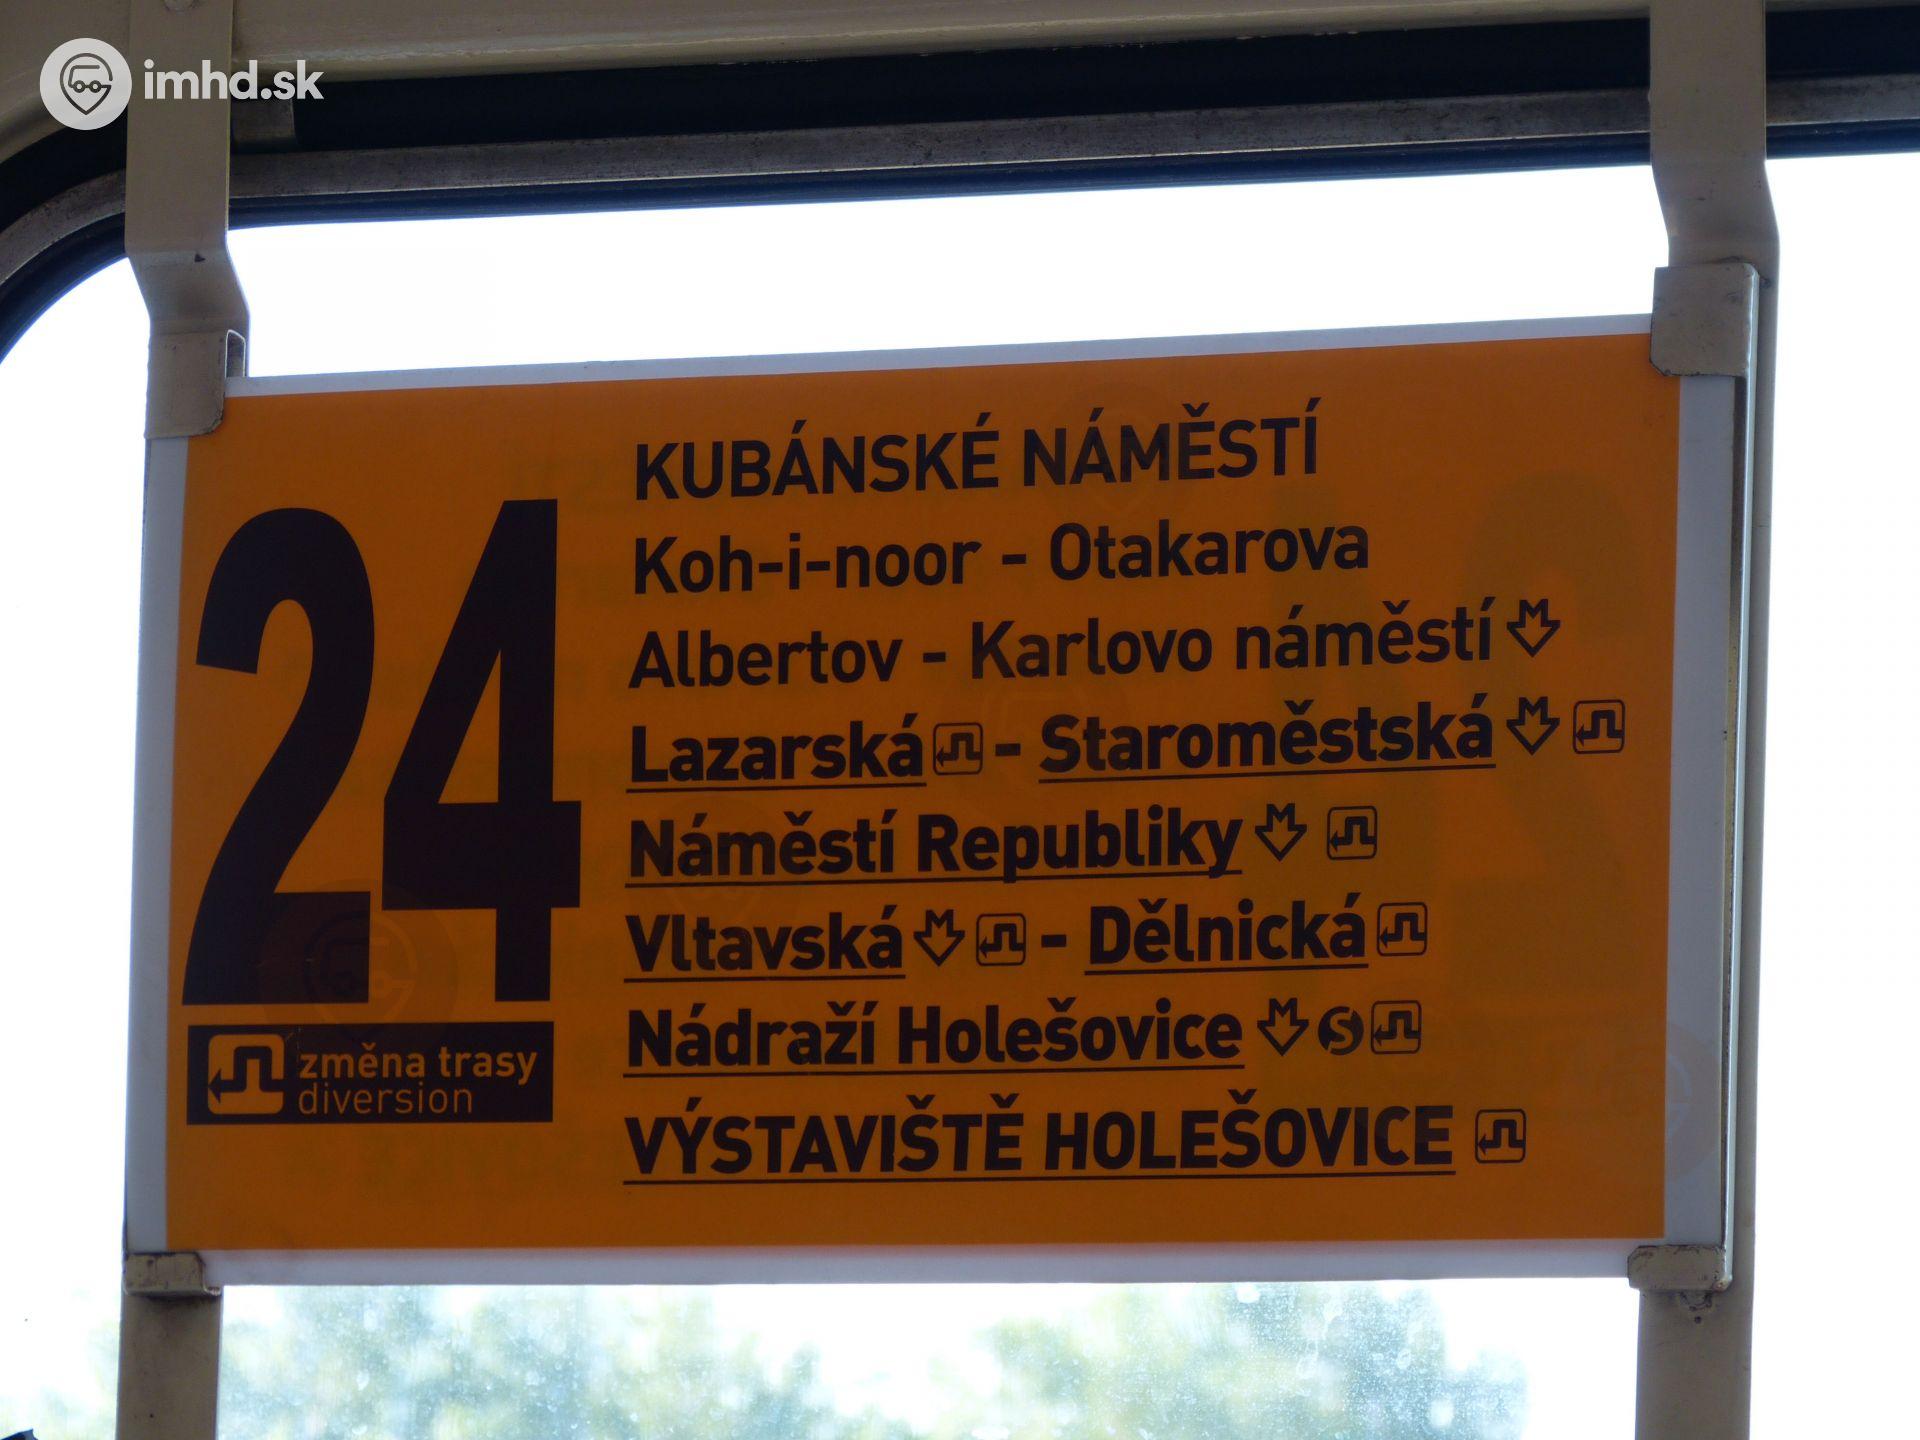 imhd.sk
24
změna trasy
diversion
KUBÁNSKÉ NÁMĚSTÍ
Koh-i-noor - Otakarova
Albertov - Karlovo náměstí
Lazarská - Staroměstská
Náměstí Republiky
Vltavská - Dělnická
Nádraží Holešovice S
VÝSTAVIŠTĚ HOLEŠOVICE